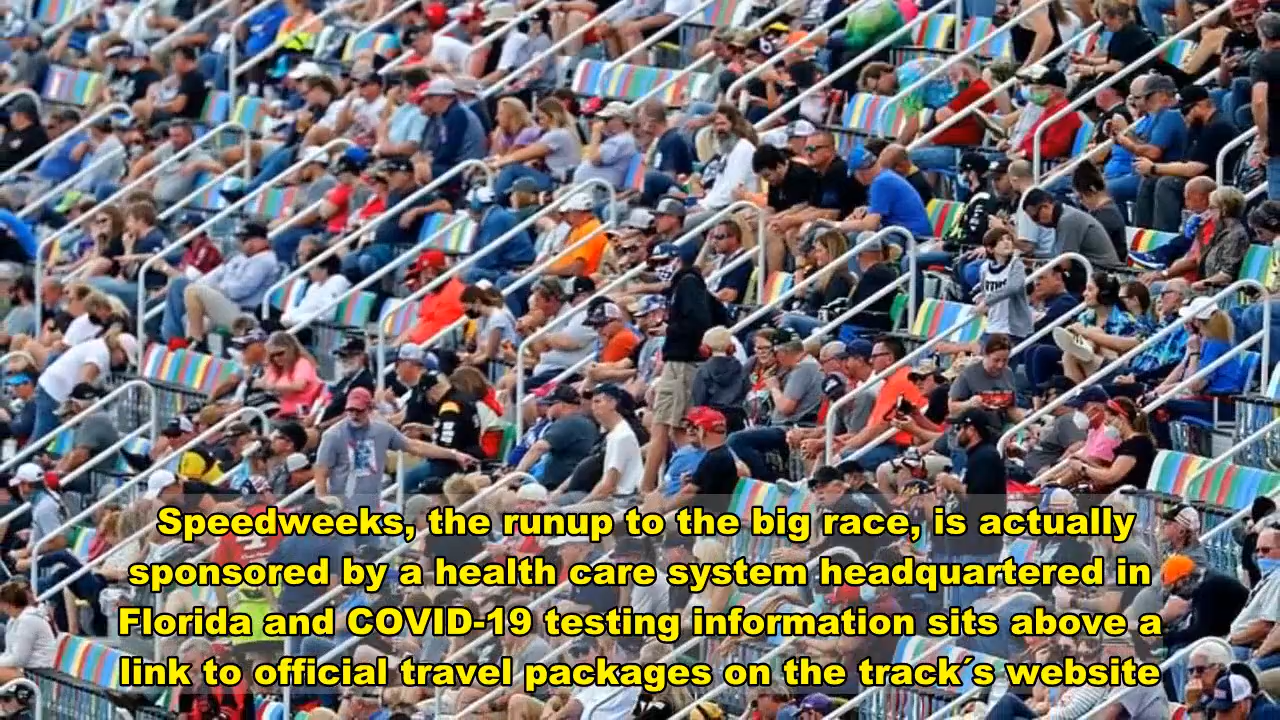 Speedweeks, the runup to the big race, is actually
sponsored by a health care system headquartered in
Florida and COVID-19 testing information sits above a
link to official travel packages on the track´s website